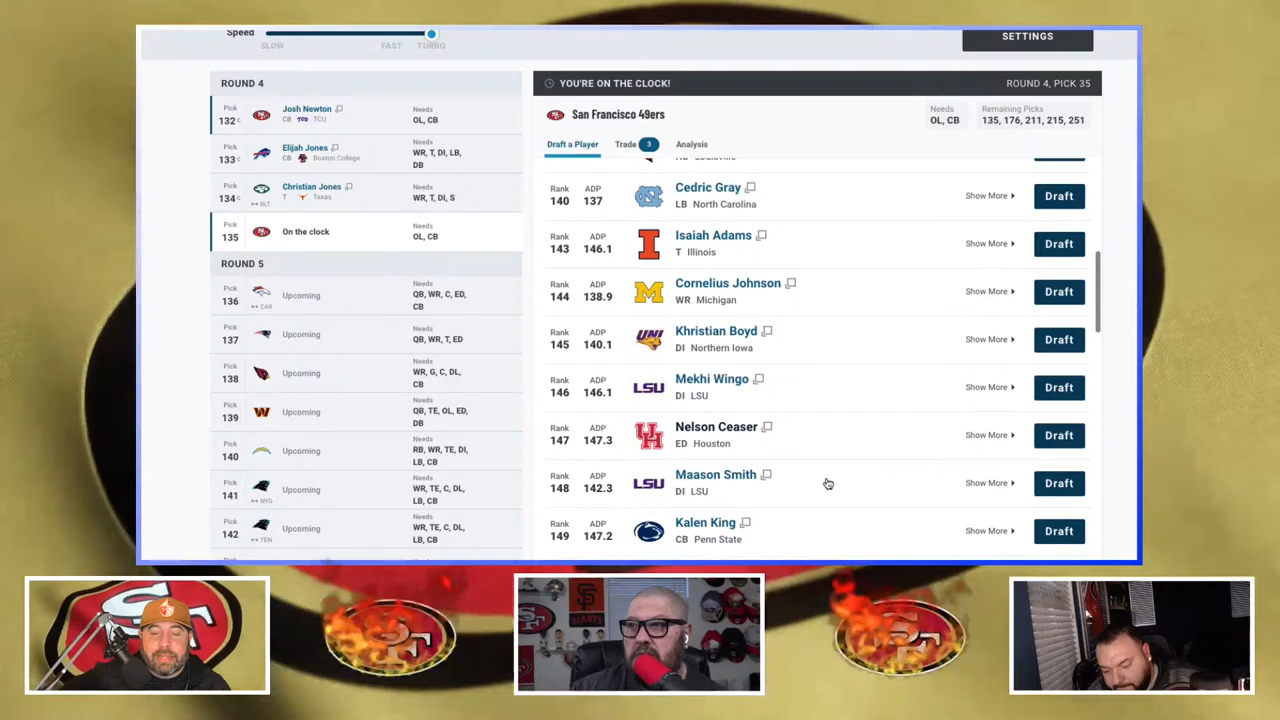 Speed
SLOW FAST TURBO
SETTINGS
ROUND 4
Pick 132 Josh Newton CB TCU Needs OL, CB
Pick 133 Elijah Jones CB Boston College Needs WR, T, DI, LB, DB
Pick 134 Christian Jones T Texas Needs WR, T, DI, S
BLT
Pick 135 On the clock Needs OL, CB
ROUND 5
Pick 136 Upcoming Needs QB, WR, C, ED, CB
CAR
Pick 137 Upcoming Needs QB, WR, T, ED
Pick 138 Upcoming Needs WR, G, C, DL, CB
Pick 139 Upcoming Needs QB, TE, OL, ED, DB
Pick 140 Upcoming Needs RB, WR, TE, DI, LB, CB
Pick 141 Upcoming Needs WR, TE, C, DL, LB, CB
NYG
Pick 142 Upcoming Needs WR, TE, C, DL, LB, CB
TEN
YOU'RE ON THE CLOCK! ROUND 4, PICK 35
San Francisco 49ers
Needs OL, CB
Remaining Picks 135, 176, 211, 215, 251
Draft a Player Trade 3 Analysis
Rank 140 ADP 137 Cedric Gray LB North Carolina Show More Draft
Rank 143 ADP 146.1 Isaiah Adams T Illinois Show More Draft
Rank 144 ADP 138.9 Cornelius Johnson WR Michigan Show More Draft
Rank 145 ADP 140.1 Khristian Boyd DI Northern Iowa Show More Draft
Rank 146 ADP 146.1 Mekhi Wingo DI LSU Show More Draft
Rank 147 ADP 147.3 Nelson Ceaser ED Houston Show More Draft
Rank 148 ADP 142.3 Maason Smith DI LSU Show More Draft
Rank 149 ADP 147.2 Kalen King CB Penn State Show More Draft